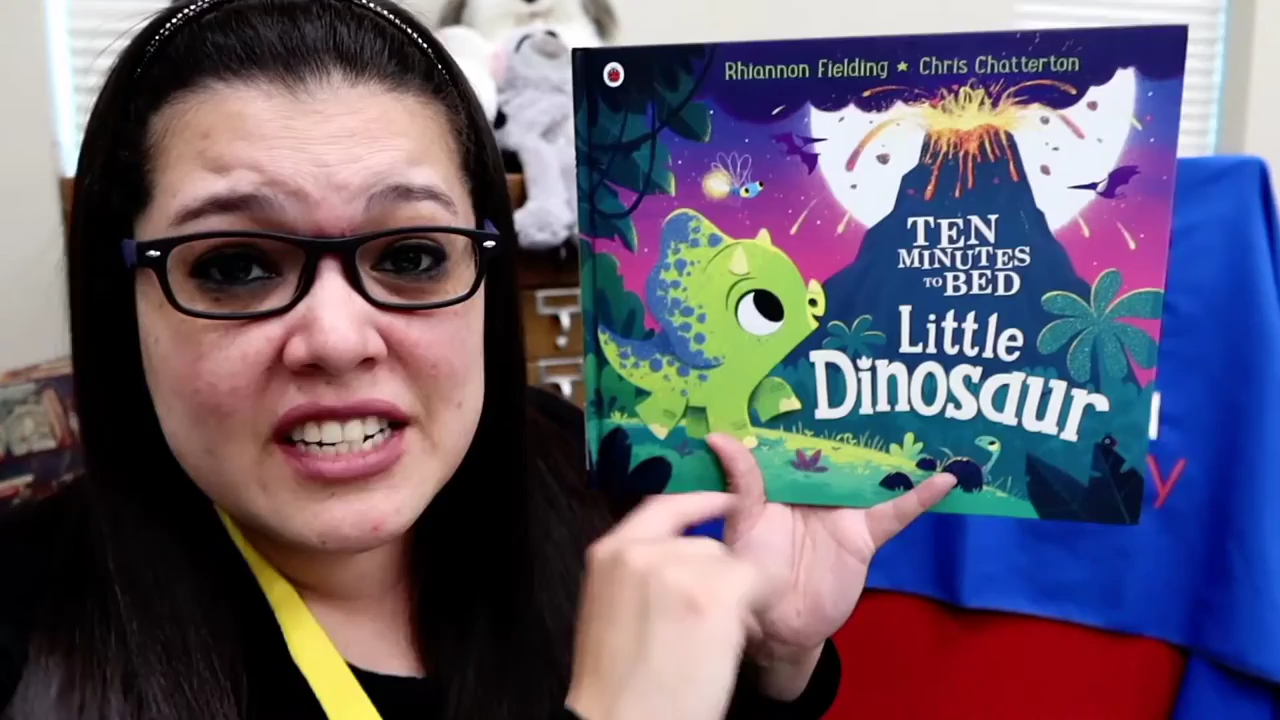 Rhiannon Fielding ★ Chris Chatterton
TEN
MINUTES
TO BED
Little
Dinosaur
y